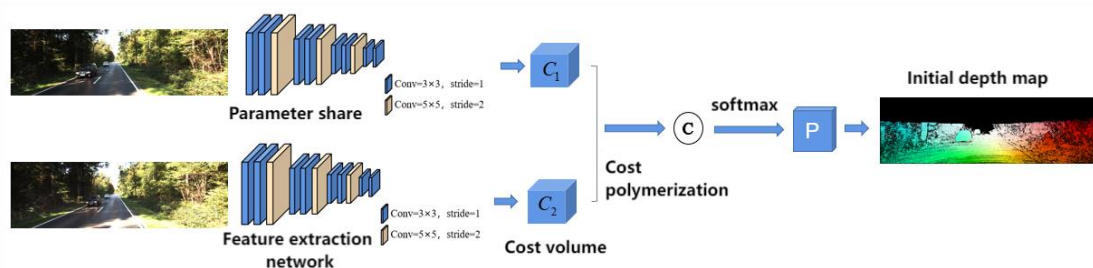 Conv=3×3, stride=1
Conv=5×5, stride=2
Parameter share
C1
Cost
polymerization
C
softmax
P
Initial depth map
Conv=3×3, stride=1
Conv=5×5, stride=2
Feature extraction
network
C2
Cost volume